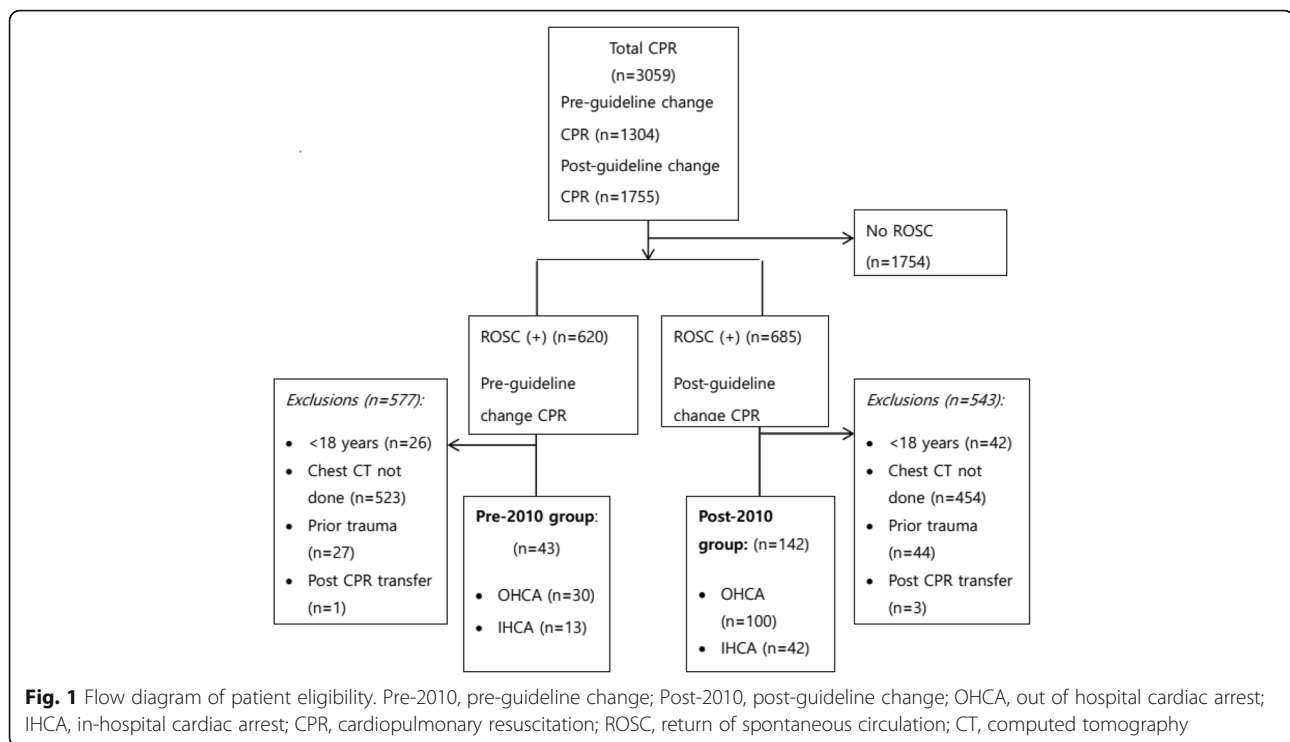 Total CPR
(n=3059)
Pre-guideline change
CPR (n=1304)
Post-guideline change
CPR (n=1755)
No ROSC
(n=1754)
ROSC (+) (n=620)
Pre-guideline
change CPR
ROSC (+) (n=685)
Post-guideline
change CPR
Exclusions (n=577):
• <18 years (n=26)
• Chest CT not
done (n=523)
• Prior trauma
(n=27)
• Post CPR transfer
(n=1)
Pre-2010 group:
(n=43)
• OHCA (n=30)
• IHCA (n=13)
Post-2010
group: (n=142)
• OHCA
(n=100)
• IHCA (n=42)
Exclusions (n=543):
• <18 years (n=42)
• Chest CT not
done (n=454)
• Prior trauma
(n=44)
• Post CPR transfer
(n=3)
Fig. 1 Flow diagram of patient eligibility. Pre-2010, pre-guideline change; Post-2010, post-guideline change; OHCA, out of hospital cardiac arrest;
IHCA, in-hospital cardiac arrest; CPR, cardiopulmonary resuscitation; ROSC, return of spontaneous circulation; CT, computed tomography